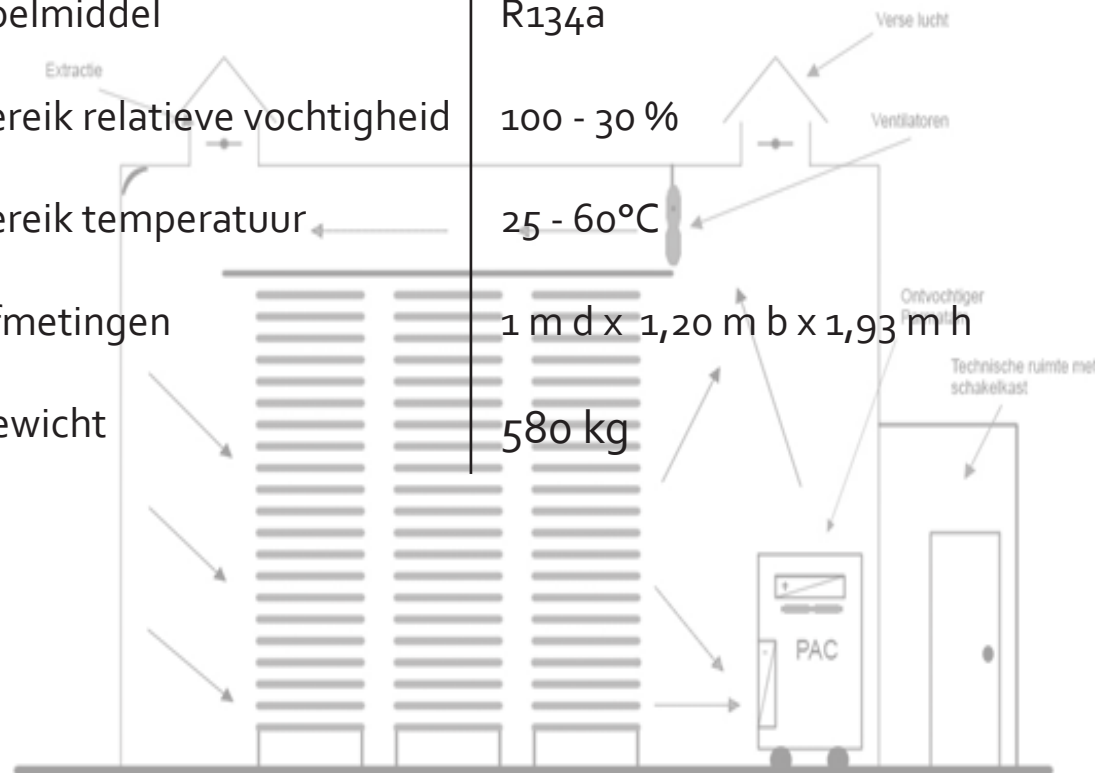 oelmiddel R134a
Verse lucht
Extractie
ereik relatieve vochtigheid 100 - 30 %
Ventilatoren
ereik temperatuur 25 - 60°C
Ontvochtiger
fmetingen 1 m d x 1,20 m b x 1,93 m h
Technische ruimte met
schakelkast
ewicht 580 kg
PAC